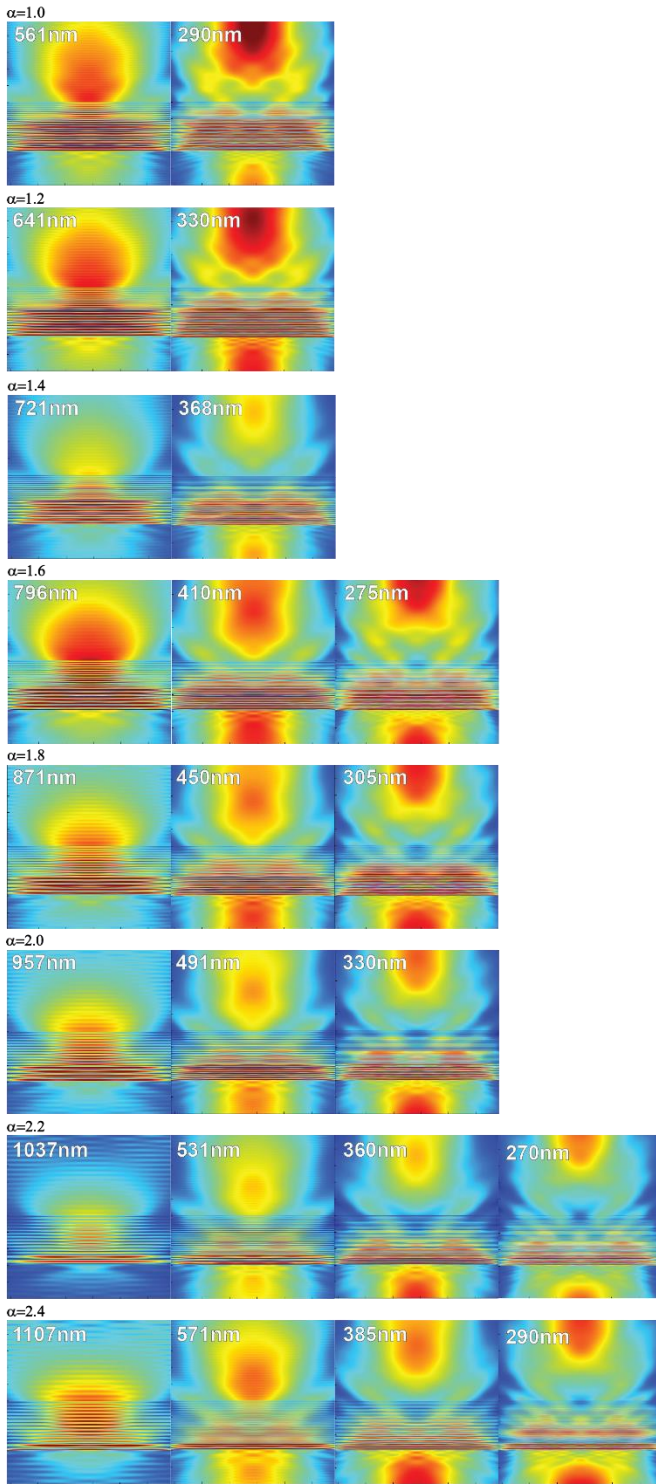 α=1.0
561nm 290nm
α=1.2
641nm 330nm
α=1.4
721nm 368nm
α=1.6
796nm 410nm 275nm
α=1.8
871nm 450nm 305nm
α=2.0
957nm 491nm 330nm
α=2.2
1037nm 531nm 360nm 270nm
α=2.4
1107nm 571nm 385nm 290nm